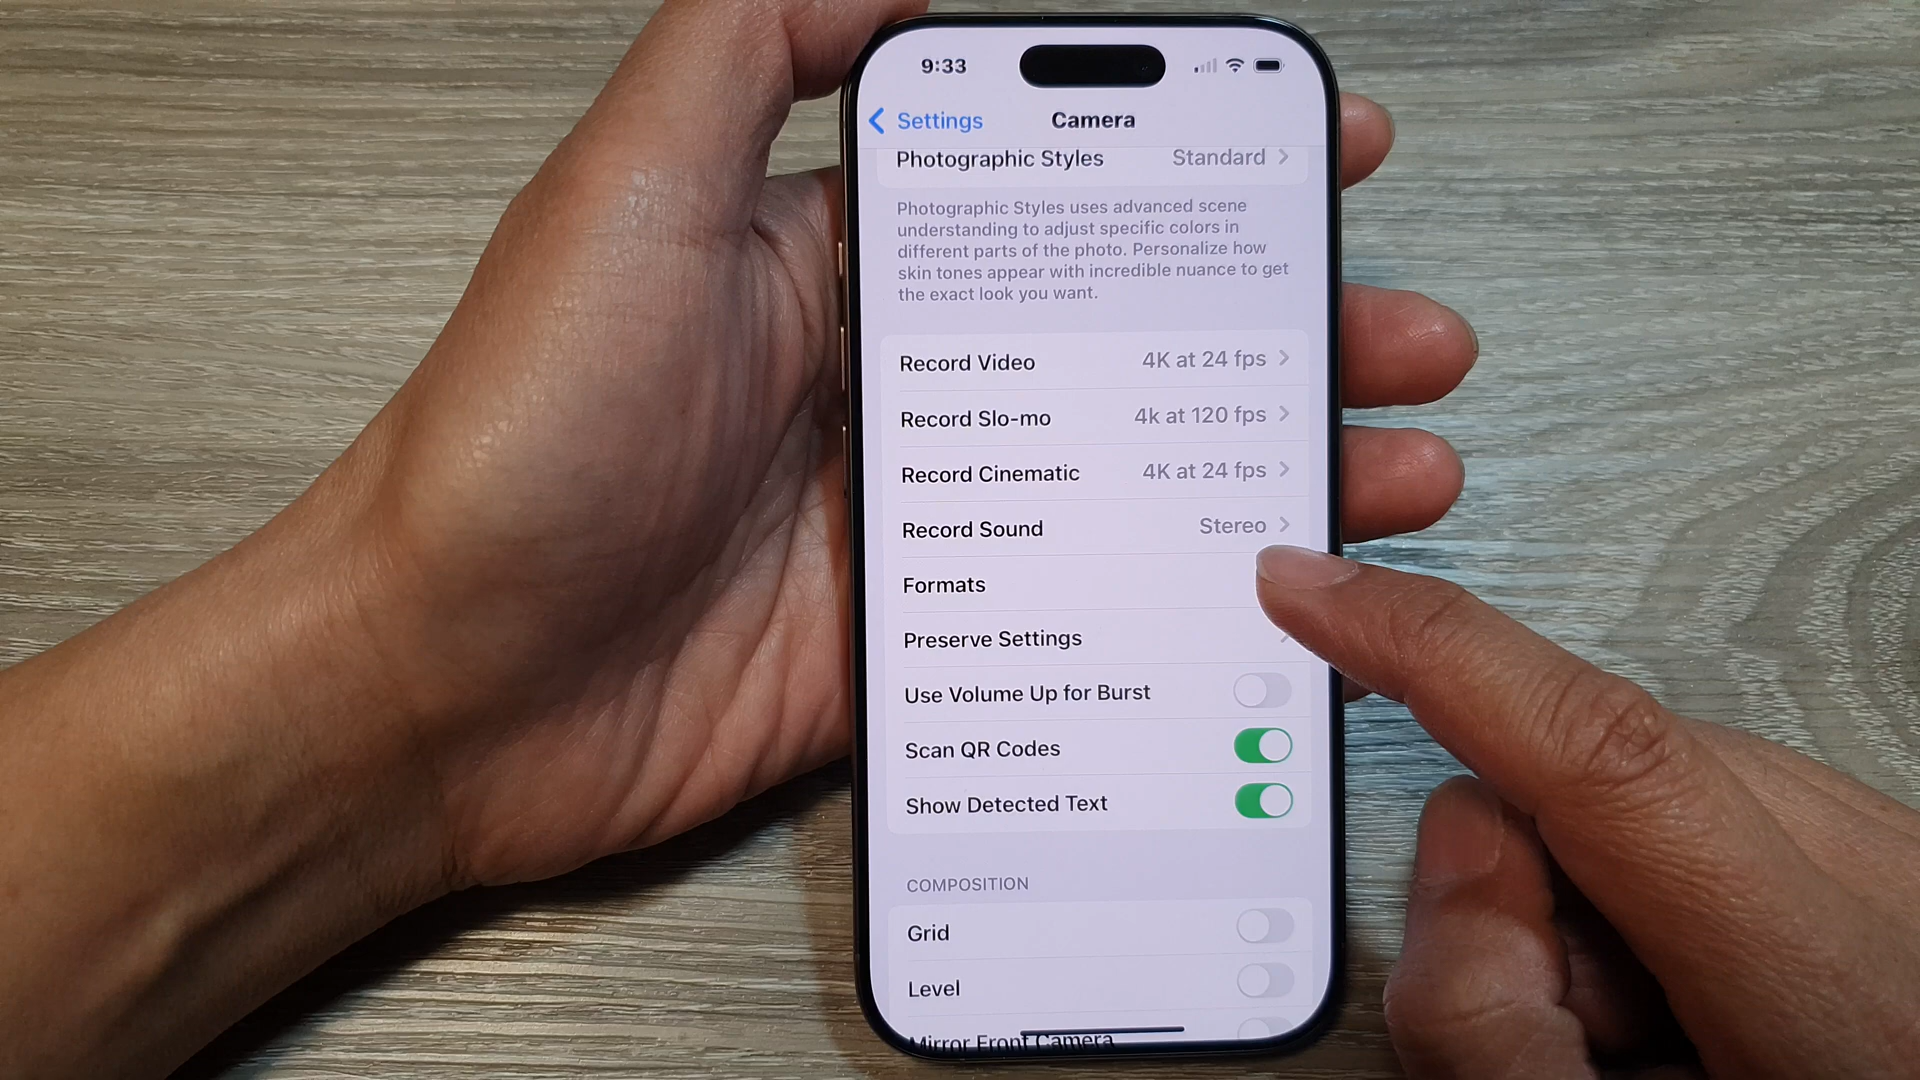 9:33
Settings
Camera
Photographic Styles Standard
Photographic Styles uses advanced scene
understanding to adjust specific colors in
different parts of the photo. Personalize how
skin tones appear with incredible nuance to get
the exact look you want.
Record Video 4K at 24 fps
Record Slo-mo 4k at 120 fps
Record Cinematic 4K at 24 fps
Record Sound Stereo
Formats
Preserve Settings
Use Volume Up for Burst
Scan QR Codes
Show Detected Text
COMPOSITION
Grid
Level
Mirror Front Camera